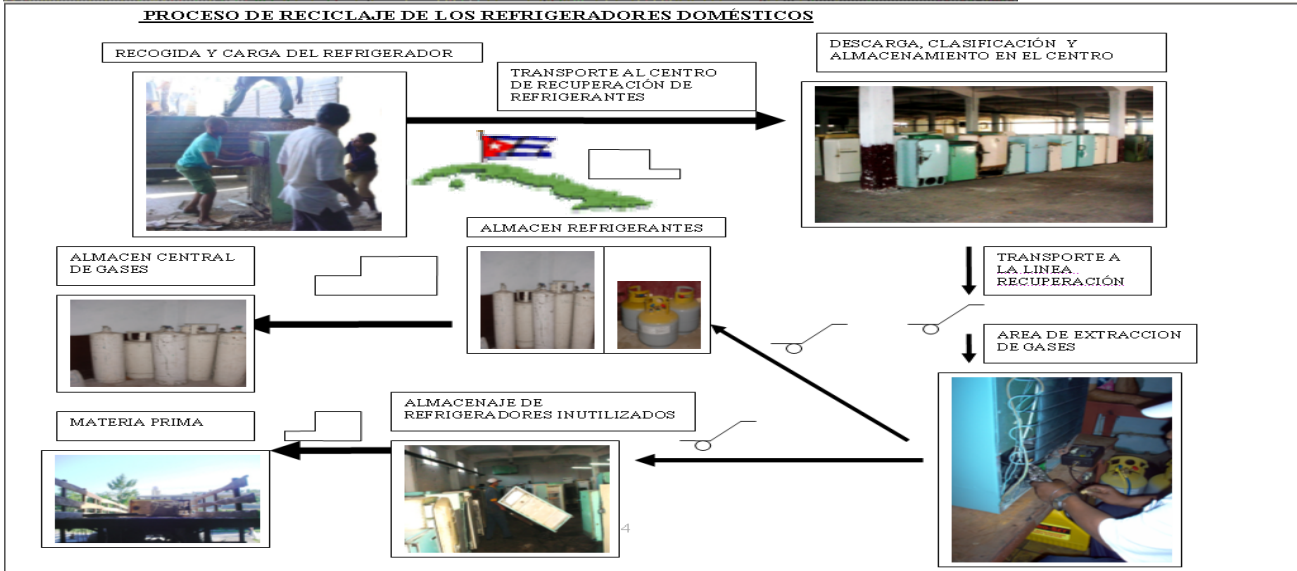 PROCESO DE RECICLAJE DE LOS REFRIGERADORES DOMÉSTICOS
RECOGIDA Y CARGA DEL REFRIGERADOR
TRANSPORTE AL CENTRO
DE RECUPERACIÓN DE
REFRIGERANTES
DESCARGA, CLASIFICACIÓN Y
ALMACENAMIENTO EN EL CENTRO
TRANSPORTE A
LA LINEA..
RECUPERACIÓN
AREA DE EXTRACCION
DE GASES
ALMACEN REFRIGERANTES
ALMACEN CENTRAL
DE GASES
ALMACENAJE DE
REFRIGERADORES INUTILIZADOS
MATERIA PRIMA
4